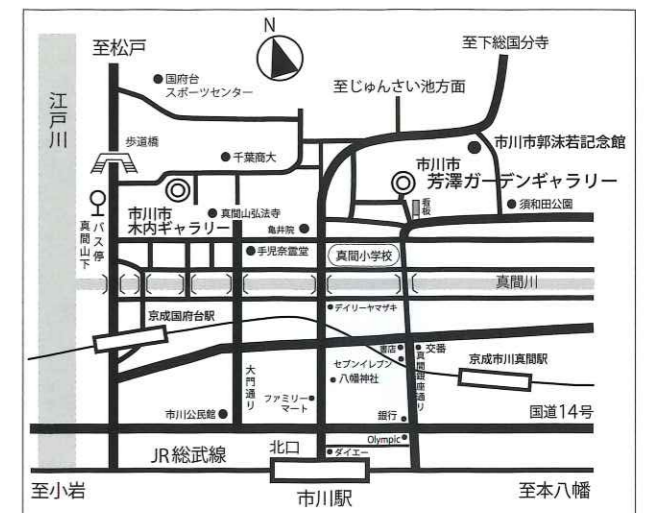 N
至松戸
至下総国分寺
国府台
スポーツセンター
至じゅんさい池方面
江戸川
歩道橋
千葉商大
市川市郭沫若記念館
市川市
芳澤ガーデンギャラリー
看板
須和田公園
市川市
木内ギャラリー
真間山弘法寺
亀井院
バス停
真間山下
手児奈霊堂
真間小学校
真間川
デイリーヤマザキ
京成国府台駅
書店
交番
セブンイレブン
京成市川真間駅
八幡神社
大門通り
真間銀座通り
ファミリー
マート
市川公民館
銀行
国道14号
Olympic
JR総武線
北口
ダイエー
至小岩
市川駅
至本八幡